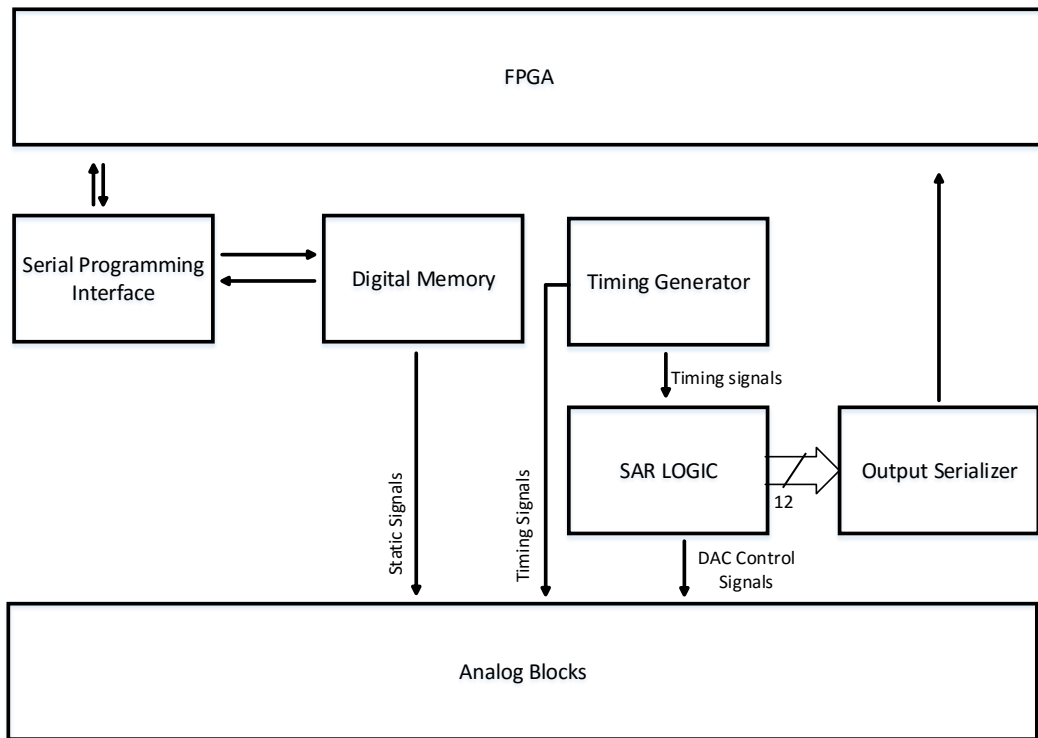 FPGA
Serial Programming
Interface
Digital Memory
Timing Generator
Timing signals
SAR LOGIC
12
Output Serializer
Static Signals
Timing Signals
DAC Control
Signals
Analog Blocks